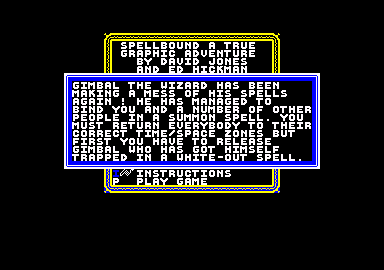 SPELLBOUND A TRUE
GRAPHIC ADVENTURE
BY DAVID JONES
AND ED HICKMAN
GIMBAL THE WIZARD HAS BEEN
MAKING A MESS OF HIS SPELLS
AGAIN ! HE HAS MANAGED TO
BIND YOU AND A NUMBER OF OTHER
PEOPLE IN A SUMMON SPELL. YOU
MUST RETURN EVERYBODY TO THEIR
CORRECT TIME/SPACE ZONES BUT
FIRST YOU HAVE TO RELEASE
GIMBAL WHO HAS GOT HIMSELF
TRAPPED IN A WHITE-OUT SPELL.
INSTRUCTIONS
P PLAY GAME